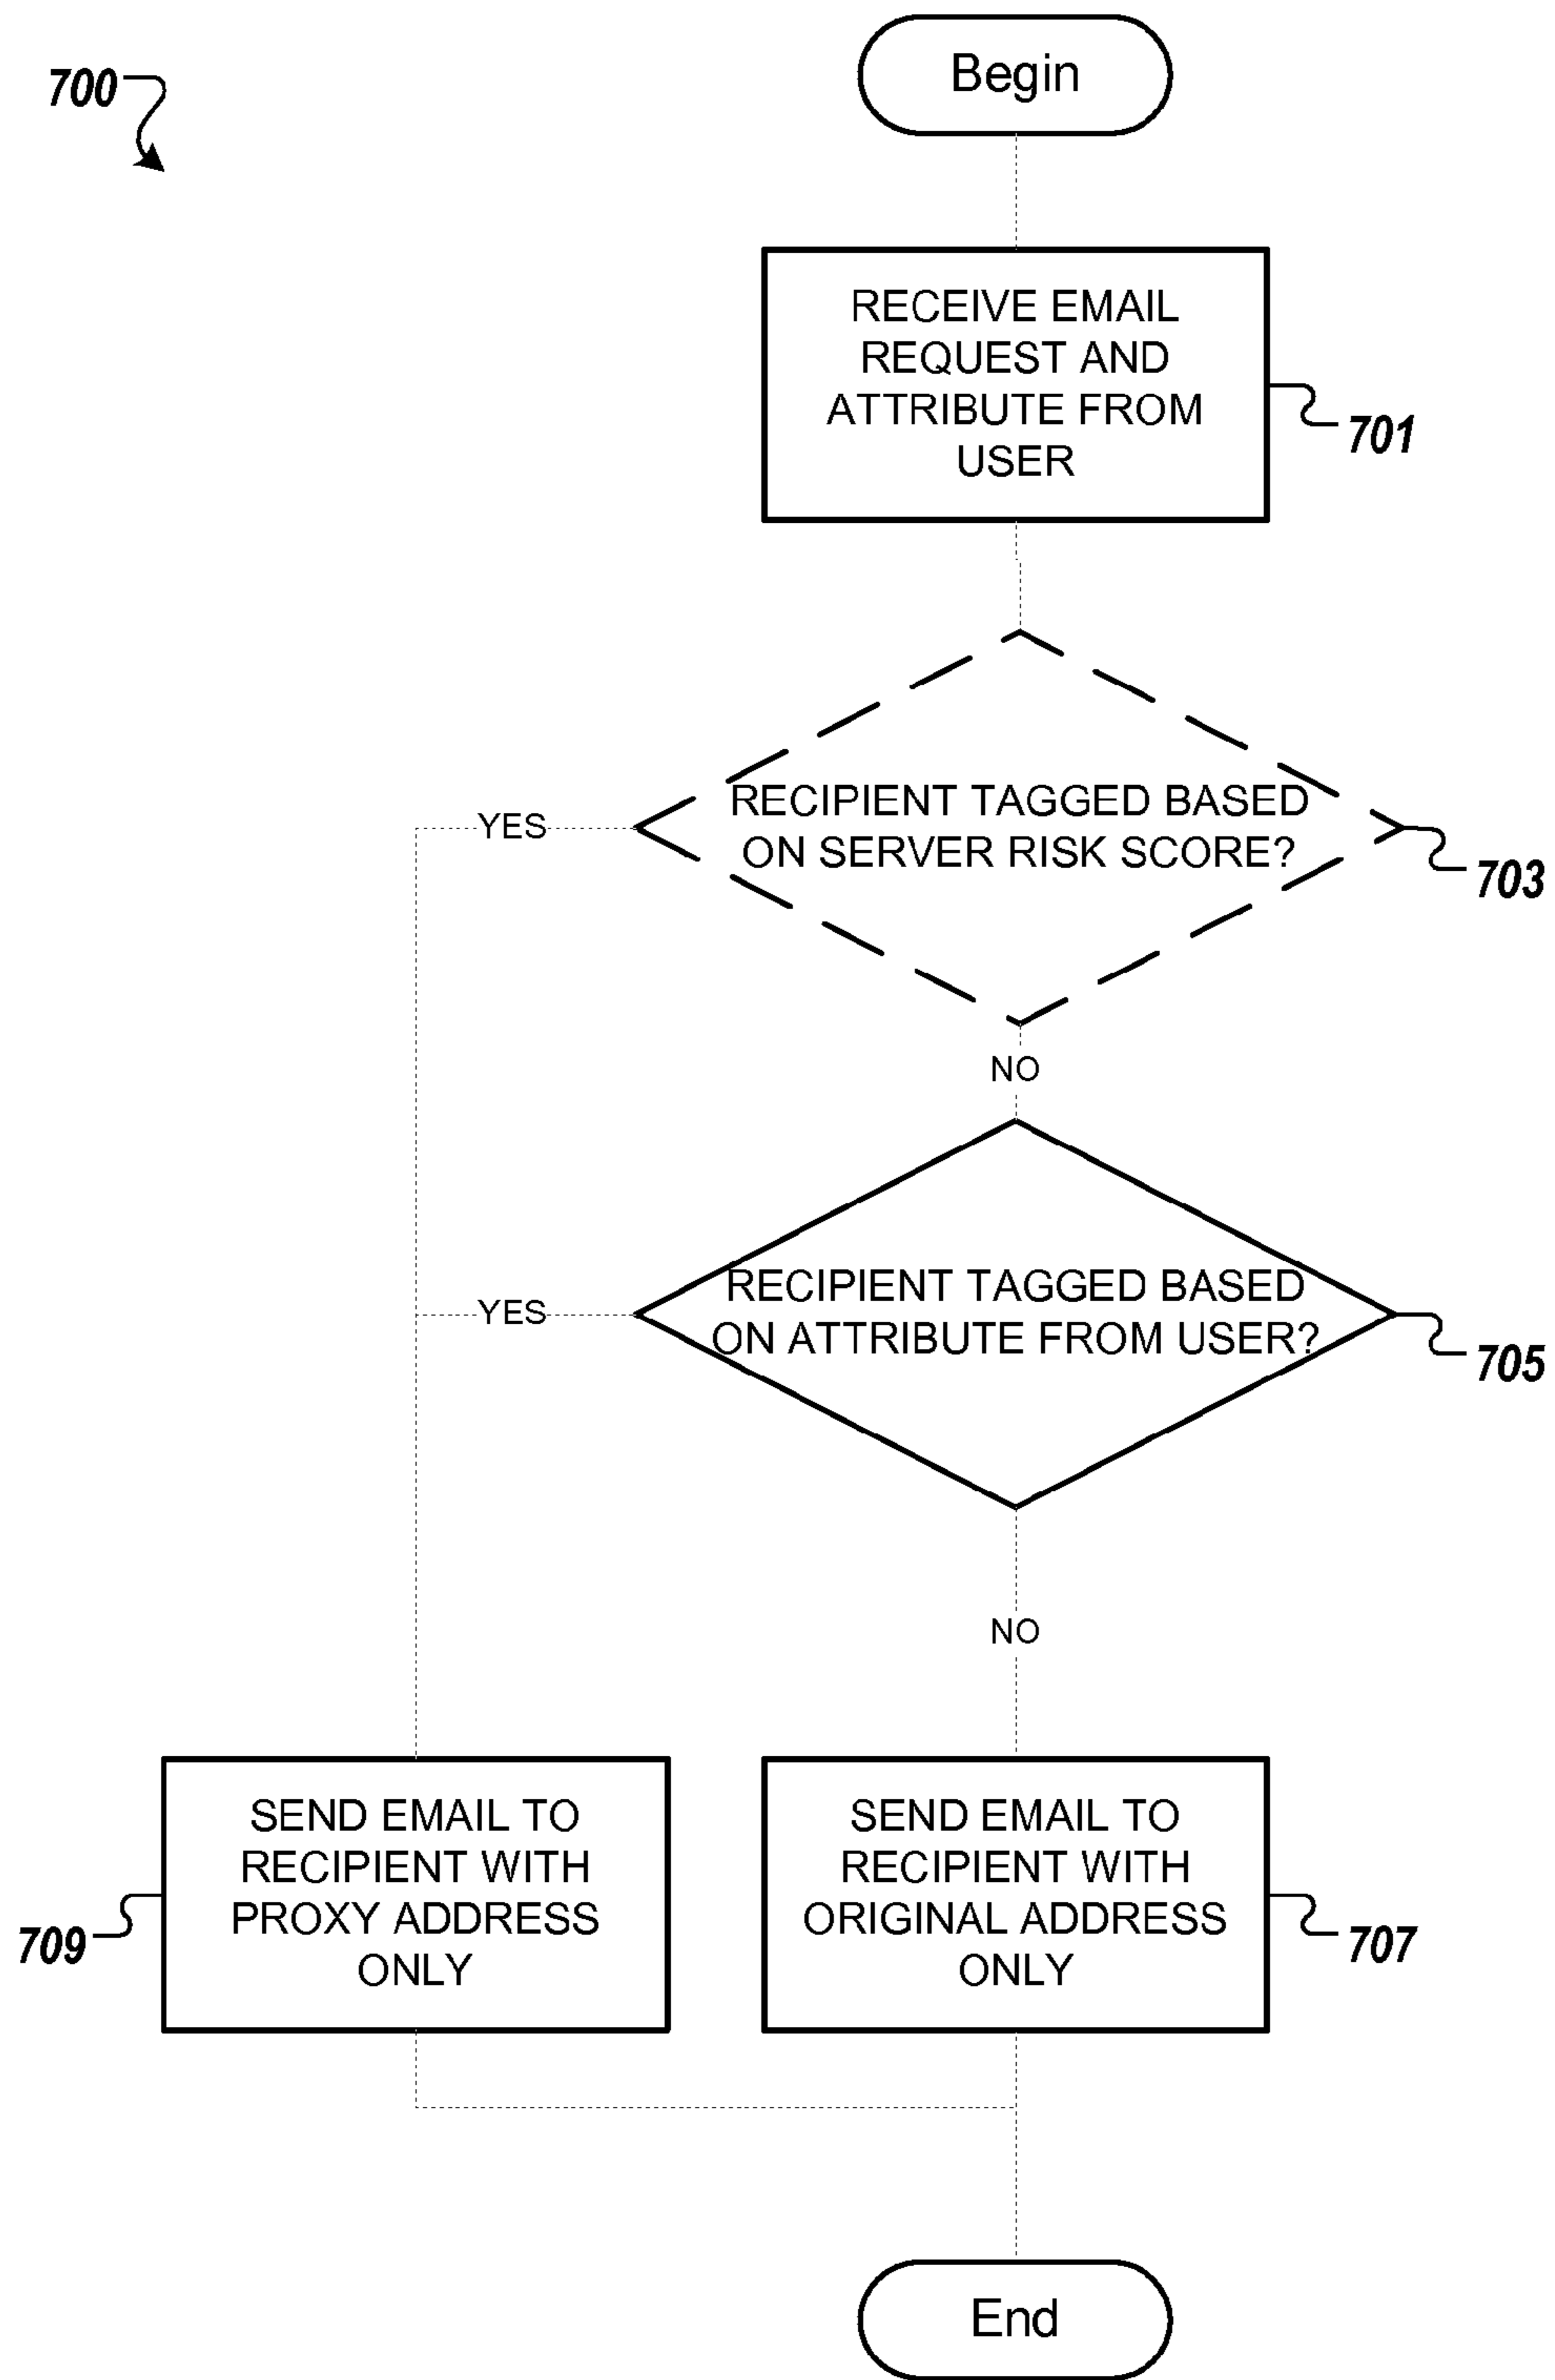 Begin
700
RECEIVE EMAIL
REQUEST AND
ATTRIBUTE FROM
USER
701
RECIPIENT TAGGED BASED
ON SERVER RISK SCORE?
YES
703
NO
RECIPIENT TAGGED BASED
ON ATTRIBUTE FROM USER?
YES
705
NO
SEND EMAIL TO
RECIPIENT WITH
PROXY ADDRESS
ONLY
709
SEND EMAIL TO
RECIPIENT WITH
ORIGINAL ADDRESS
ONLY
707
End